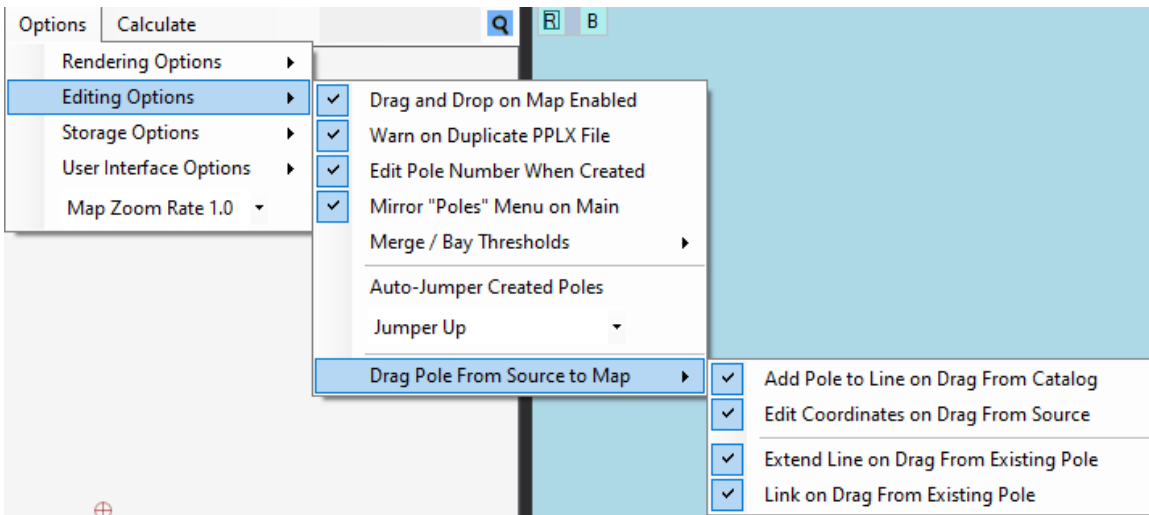 Options Calculate R B
Rendering Options
Editing Options
Storage Options
User Interface Options
Map Zoom Rate 1.0
Drag and Drop on Map Enabled
Warn on Duplicate PPLX File
Edit Pole Number When Created
Mirror "Poles" Menu on Main
Merge / Bay Thresholds
Auto-Jumper Created Poles
Jumper Up
Drag Pole From Source to Map
Add Pole to Line on Drag From Catalog
Edit Coordinates on Drag From Source
Extend Line on Drag From Existing Pole
Link on Drag From Existing Pole